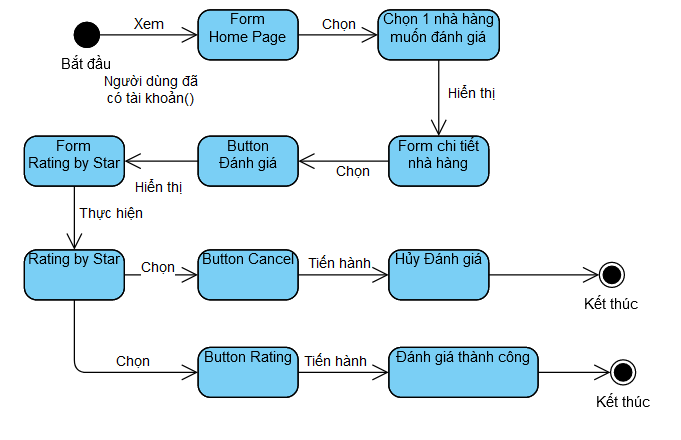 Xem
Form
Home Page
Chọn
Chọn 1 nhà hàng
muốn đánh giá
Bắt đầu
Người dùng đã
có tài khoản()
Hiển thị
Form
Rating by Star
Button
Đánh giá
Form chi tiết
nhà hàng
Chọn
Hiển thị
Thực hiện
Rating by Star
Chọn
Button Cancel
Tiến hành
Hủy Đánh giá
Kết thúc
Chọn
Button Rating
Tiến hành
Đánh giá thành công
Kết thúc